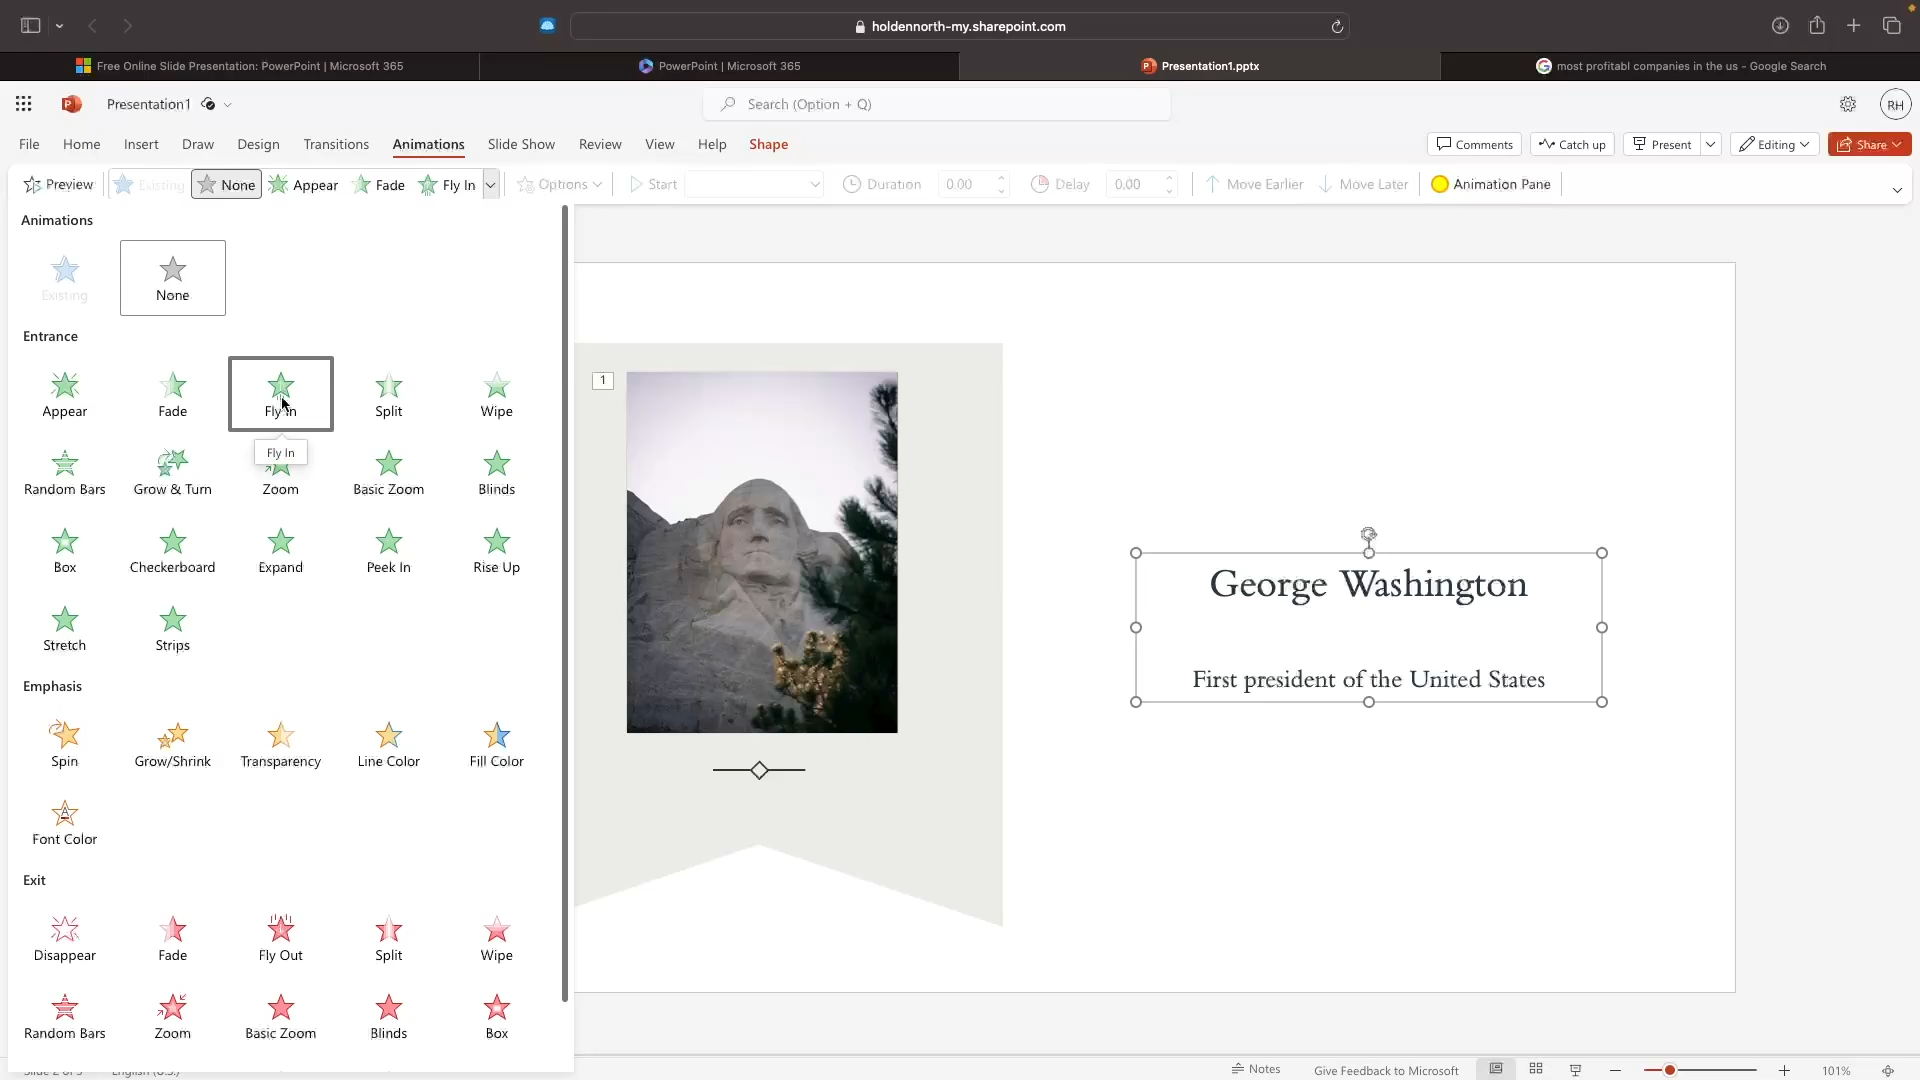 holdennorth-my.sharepoint.com
Free Online Slide Presentation: PowerPoint | Microsoft 365
PowerPoint | Microsoft 365
Presentation1.pptx
most profitabl companies in the us - Google Search
Presentation1
Search (Option + Q)
RH
File Home Insert Draw Design Transitions Animations Slide Show Review View Help Shape
Comments Catch up Present Editing Share
Preview Existing None Appear Fade Fly In Options Start Duration 0.00 Delay 0.00 Move Earlier Move Later Animation Pane
Animations
Existing None
Entrance
Appear Fade Fly In Split Wipe
Fly In
Random Bars Grow & Turn Zoom Basic Zoom Blinds
Box Checkerboard Expand Peek In Rise Up
Stretch Strips
Emphasis
Spin Grow/Shrink Transparency Line Color Fill Color
Font Color
Exit
Disappear Fade Fly Out Split Wipe
Random Bars Zoom Basic Zoom Blinds Box
1
George Washington
First president of the United States
English (U.S.)
Notes Give Feedback to Microsoft 101%